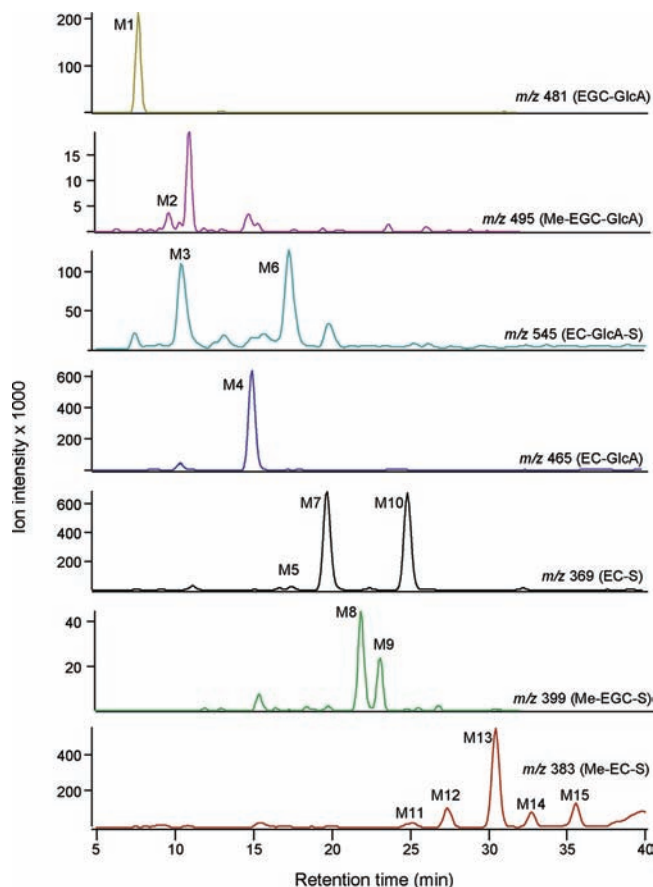 200
M1
100
m/z 481 (EGC-GlcA)
15
10
M2
5
m/z 495 (Me-EGC-GlcA)
M3
M6
100
50
m/z 545 (EC-GlcA-S)
600
M4
400
200
m/z 465 (EC-GlcA)
600
M7
M10
400
200
M5
m/z 369 (EC-S)
M8
40
M9
20
m/z 399 (Me-EGC-S)
M13
400
m/z 383 (Me-EC-S)
200
M11
M12
M14
M15
5
10
15
20
25
30
35
40
Ion intensity x 1000
Retention time (min)